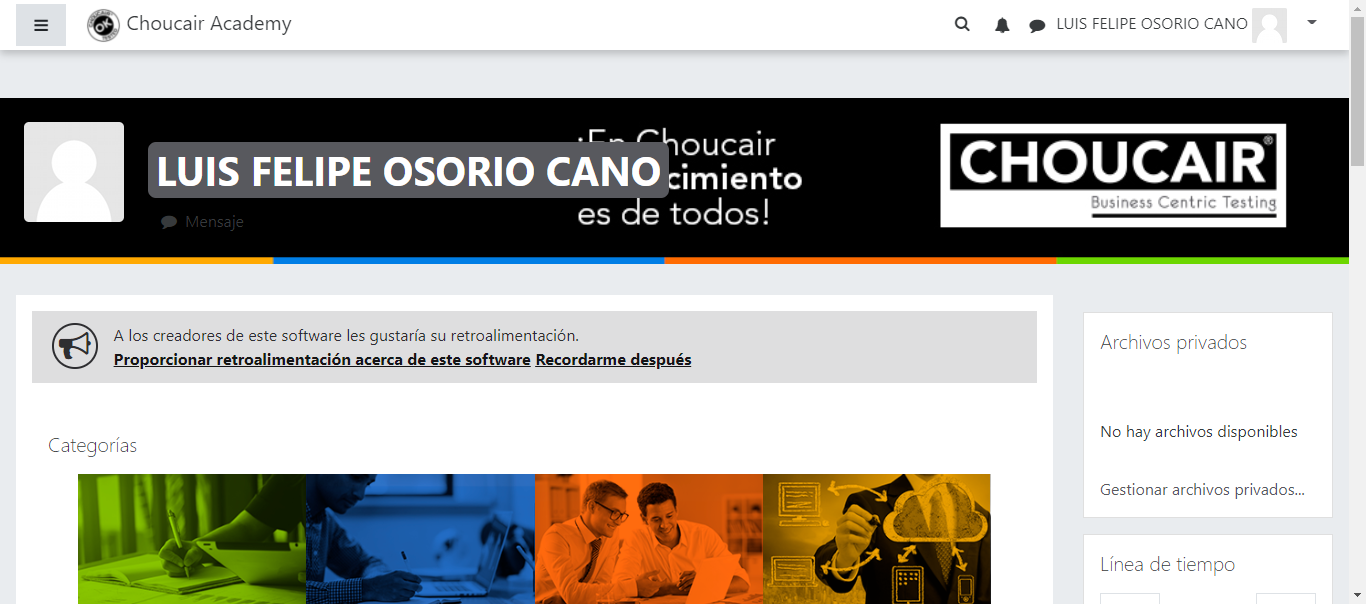 Choucair Academy
LUIS FELIPE OSORIO CANO
LUIS FELIPE OSORIO CANO
Mensaje
¡En Choucair
cimiento
es de todos!
CHOUCAIR®
Business Centric Testing
A los creadores de este software les gustaría su retroalimentación.
Proporcionar retroalimentación acerca de este software Recordarme después
Categorías
Archivos privados
No hay archivos disponibles
Gestionar archivos privados...
Línea de tiempo